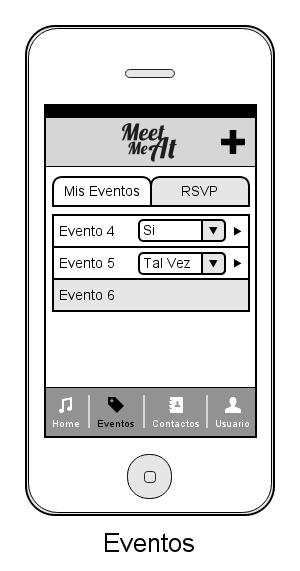 Meet
Me At
Mis Eventos RSVP
Evento 4 Si
Evento 5 Tal Vez
Evento 6
Home Eventos Contactos Usuario
Eventos